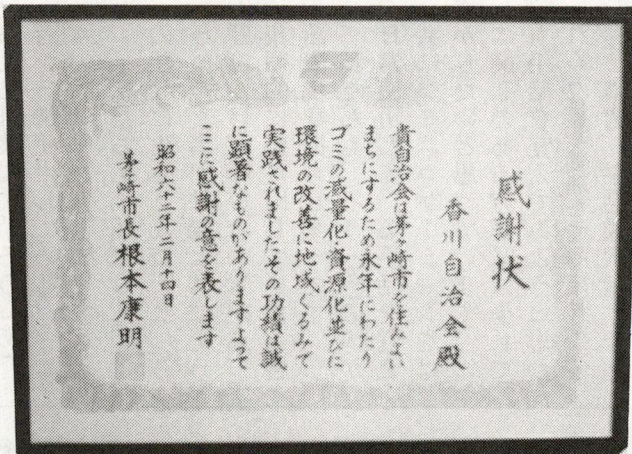 感謝状
香川自治会殿
貴自治会は茅ヶ崎市を住みよい
まちにするため永年にわたり
ゴミの減量化・資源化並びに
環境の改善に地域ぐるみで
実践されましたその功績は誠
に顕著なものがありますよって
ここに感謝の意を表します
昭和六十二年二月十四日
茅ヶ崎市長根本康明